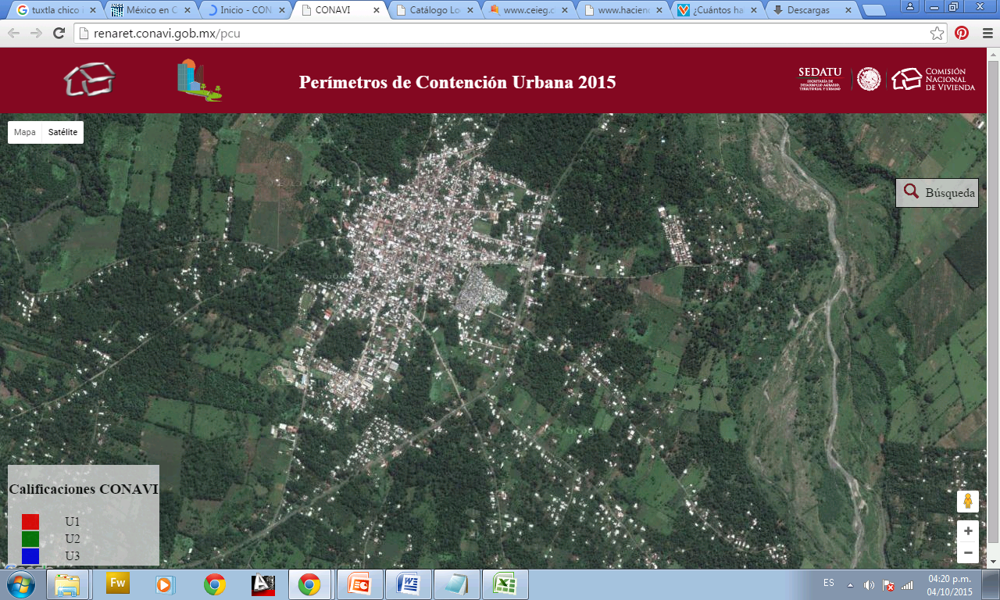 tuxtla chico i
México en C
Inicio - CON
CONAVI
Catálogo Lo
www.ceieg.c
www.hacien
¿Cuántos ha
Descargas
renaret.conavi.gob.mx/pcu
Perímetros de Contención Urbana 2015
SEDATU
SECRETARÍA DE
DESARROLLO AGRARIO,
TERRITORIAL Y URBANO
COMISIÓN
NACIONAL
DE VIVIENDA
Mapa
Satélite
Búsqueda
Calificaciones CONAVI
U1
U2
U3
Fw
ES
04:20 p.m.
04/10/2015